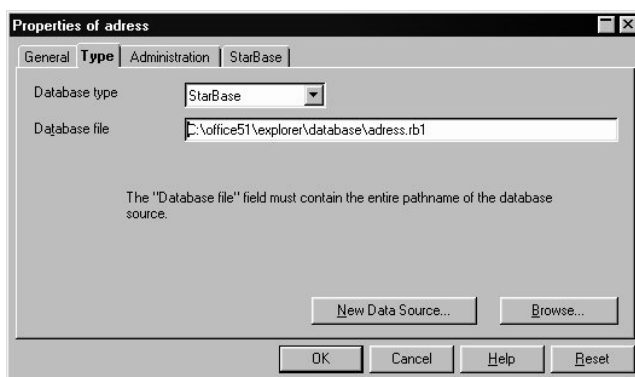 Properties of adress
General Type Administration StarBase
Database type StarBase
Database file C:\office51\explorer\database\adress.rb1
The "Database file" field must contain the entire pathname of the database
source.
New Data Source... Browse...
OK Cancel Help Reset